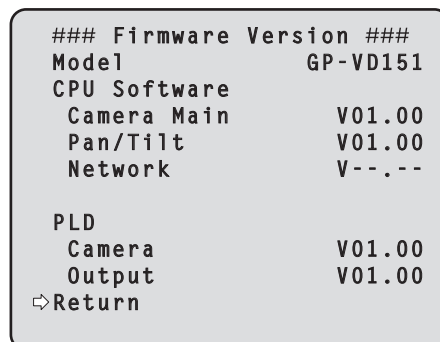 ### Firmware Version ###
Model GP-VD151
CPU Software
Camera Main V01.00
Pan/Tilt V01.00
Network V--.--
PLD
Camera V01.00
Output V01.00
⇨Return